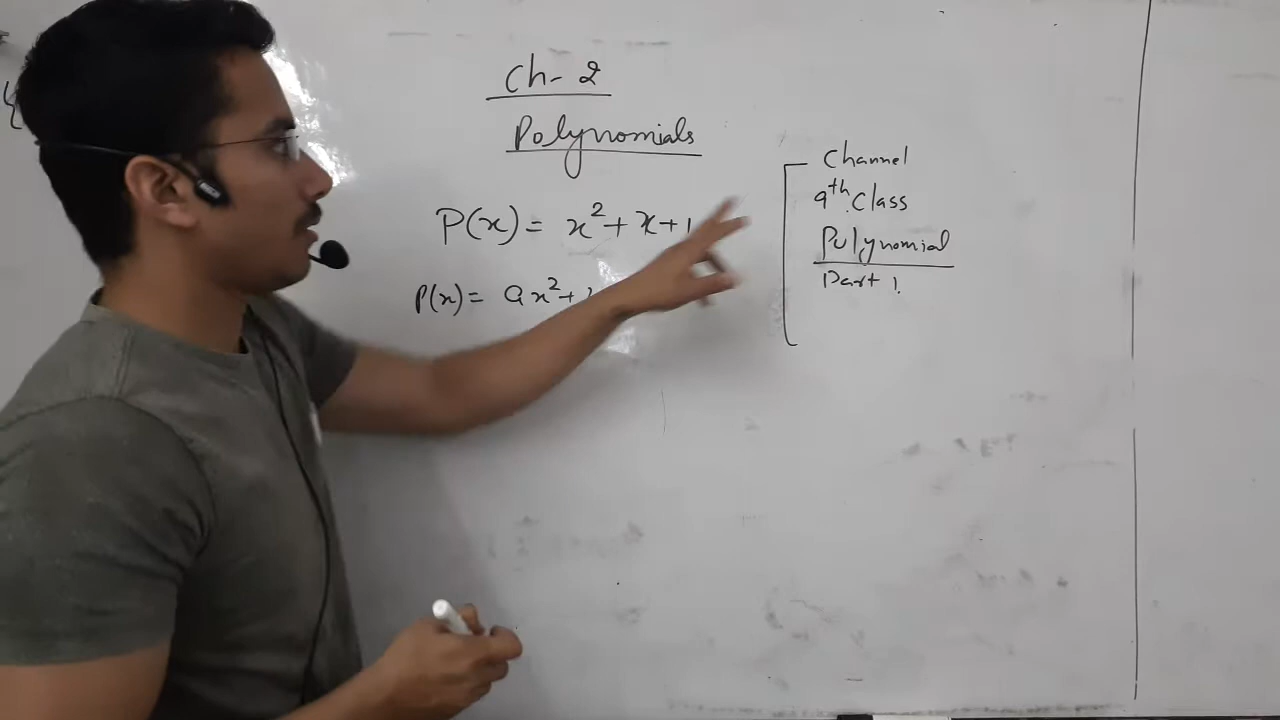 Ch- 2
Polynomials
P(x) = x² + x + 1
P(x) = ax² +
Channel
9th Class
Polynomial
Part 1.